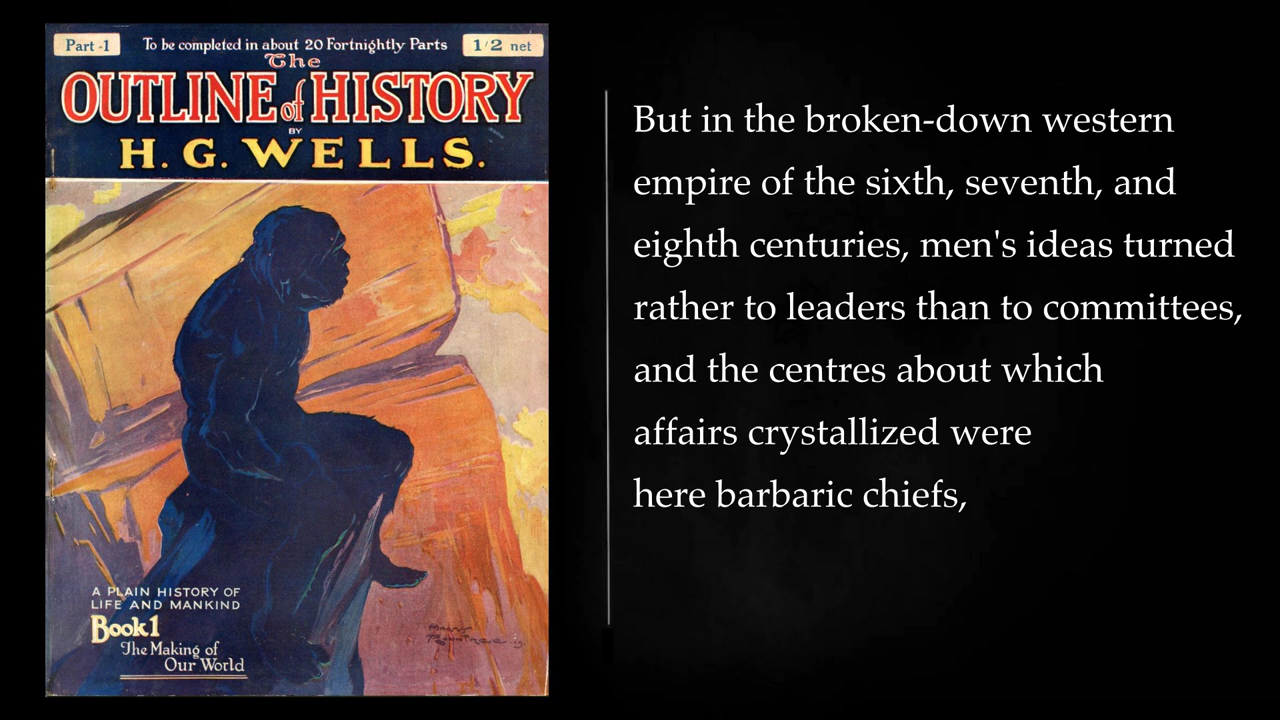 Part -1
To be completed in about 20 Fortnightly Parts
1/2 net
The
OUTLINE of HISTORY
BY
H. G. WELLS.
A PLAIN HISTORY OF
LIFE AND MANKIND
Book 1
The Making of
Our World
But in the broken-down western
empire of the sixth, seventh, and
eighth centuries, men's ideas turned
rather to leaders than to committees,
and the centres about which
affairs crystallized were
here barbaric chiefs,